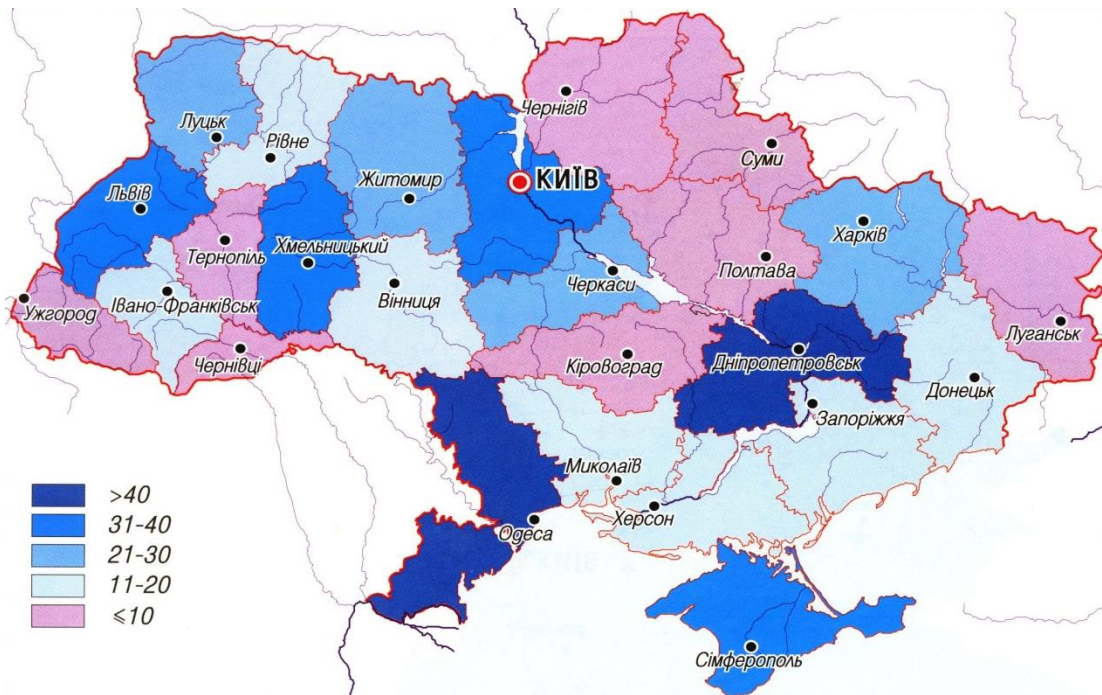 Чернігів
Луцьк
Рівне
Суми
КИЇВ
Житомир
Львів
Харків
Тернопіль
Хмельницький
Полтава
Вінниця
Черкаси
Ужгород
Івано-Франківськ
Луганськ
Чернівці
Кіровоград
Дніпропетровськ
Донецьк
Запоріжжя
Миколаїв
Херсон
Одеса
Сімферополь
>40
31-40
21-30
11-20
≤10